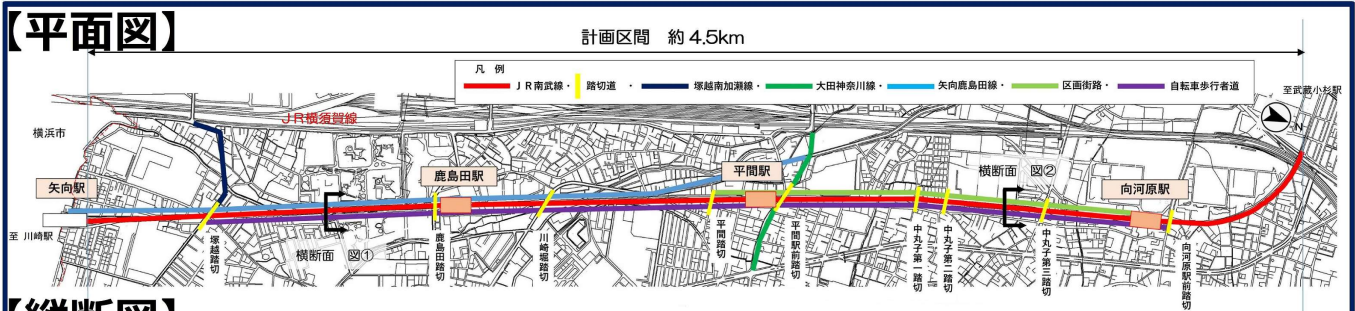 【平面図】
計画区間 約4.5km
凡 例
JR南武線・
踏切道・
塚越南加瀬線・
大田神奈川線・
矢向鹿島田線・
区画街路・
自転車歩行者道
至武蔵小杉駅
N
横浜市
JR横須賀線
矢向駅
鹿島田駅
平間駅
横断面 図②
向河原駅
至 川崎駅
塚越踏切
横断面 図①
鹿島田踏切
川崎堀踏切
平間踏切
平間駅前踏切
中丸子第一踏切
中丸子第二踏切
中丸子第三踏切
向河原駅前踏切
【縦断図】